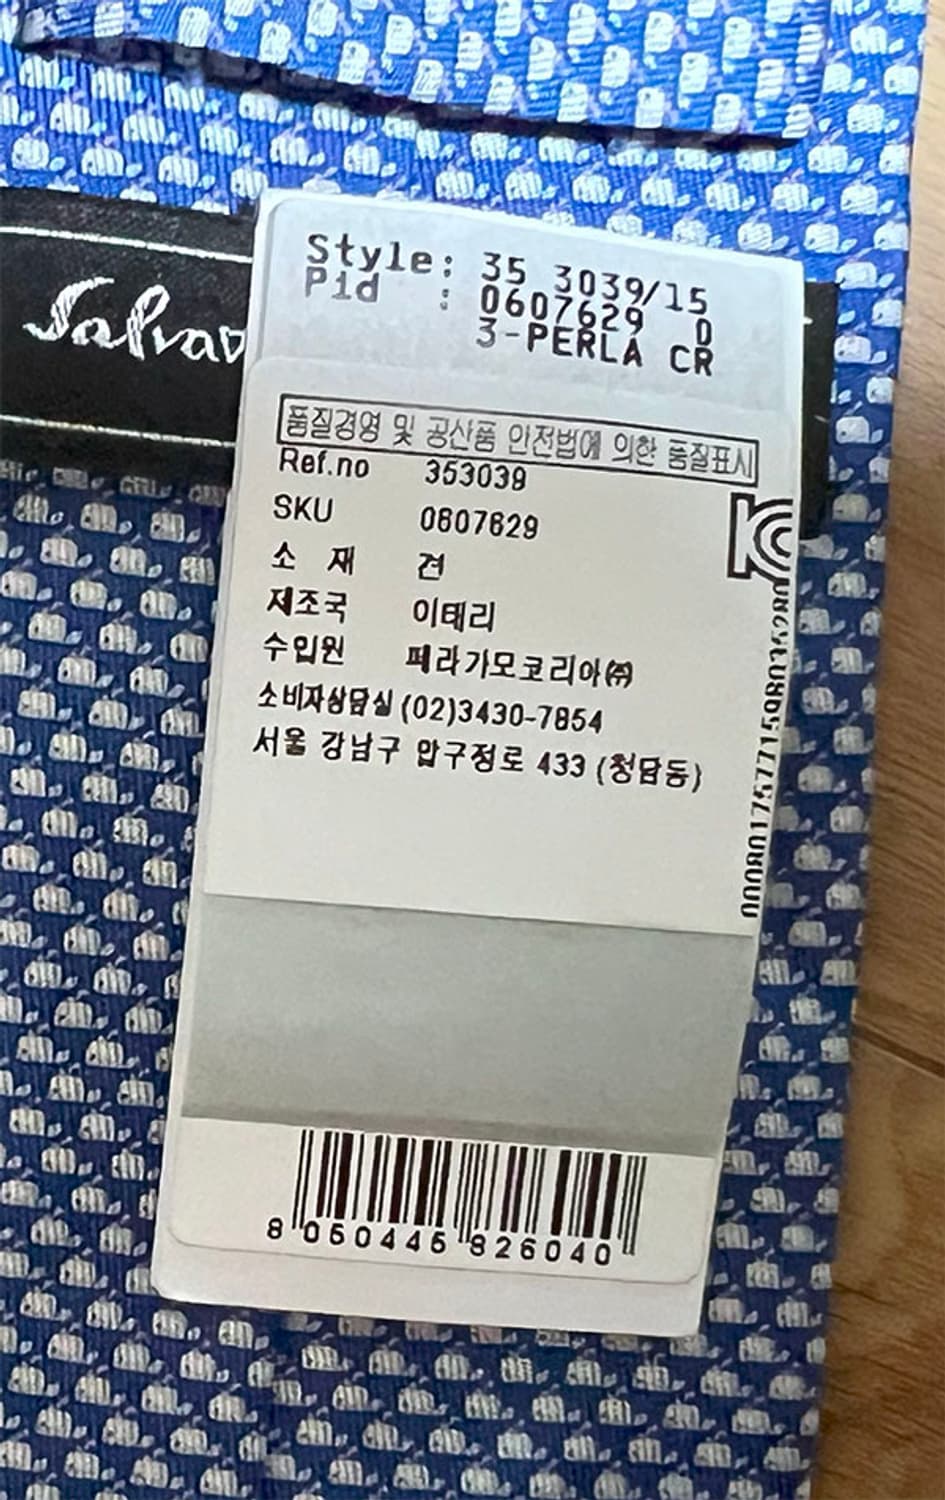 Salvat
Style: 35 3039/15
Pid : 0607629 0
3-PERLA CR
품질경영 및 공산품 안전법에 의한 품질표시
Ref.no 353039
SKU 0607629
소 재 견
제조국 이태리
수입원 페라가모코리아㈜
소비자상담실 (02)3430-7854
서울 강남구 압구정로 433 (청담동)
8 050445 826040